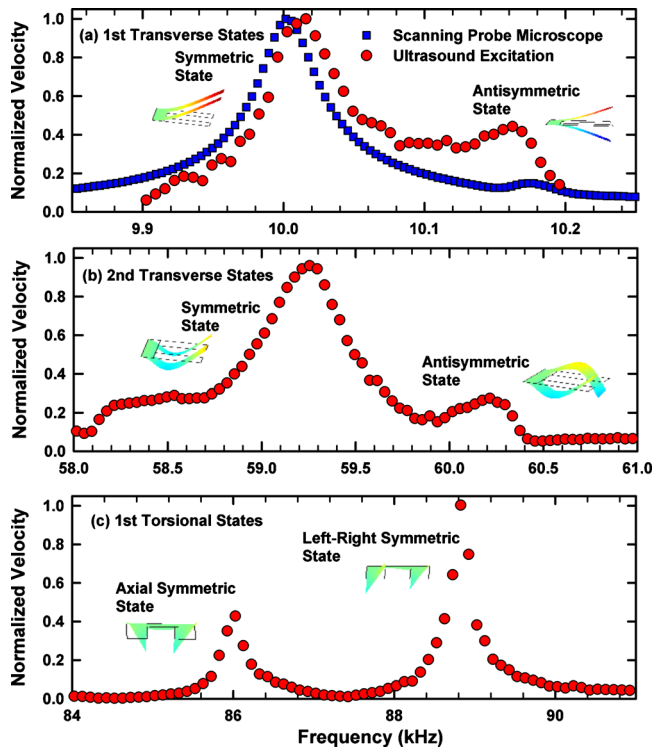 (a) 1st Transverse States
Scanning Probe Microscope
Ultrasound Excitation
Symmetric
State
Antisymmetric
State
Normalized Velocity
1.0
0.8
0.6
0.4
0.2
0.0
9.9
10.0
10.1
10.2
(b) 2nd Transverse States
Symmetric
State
Antisymmetric
State
Normalized Velocity
1.0
0.8
0.6
0.4
0.2
0.0
58.0
58.5
59.0
59.5
60.0
60.5
61.0
(c) 1st Torsional States
Left-Right Symmetric
State
Axial Symmetric
State
Normalized Velocity
1.0
0.8
0.6
0.4
0.2
0.0
84
86
88
90
Frequency (kHz)